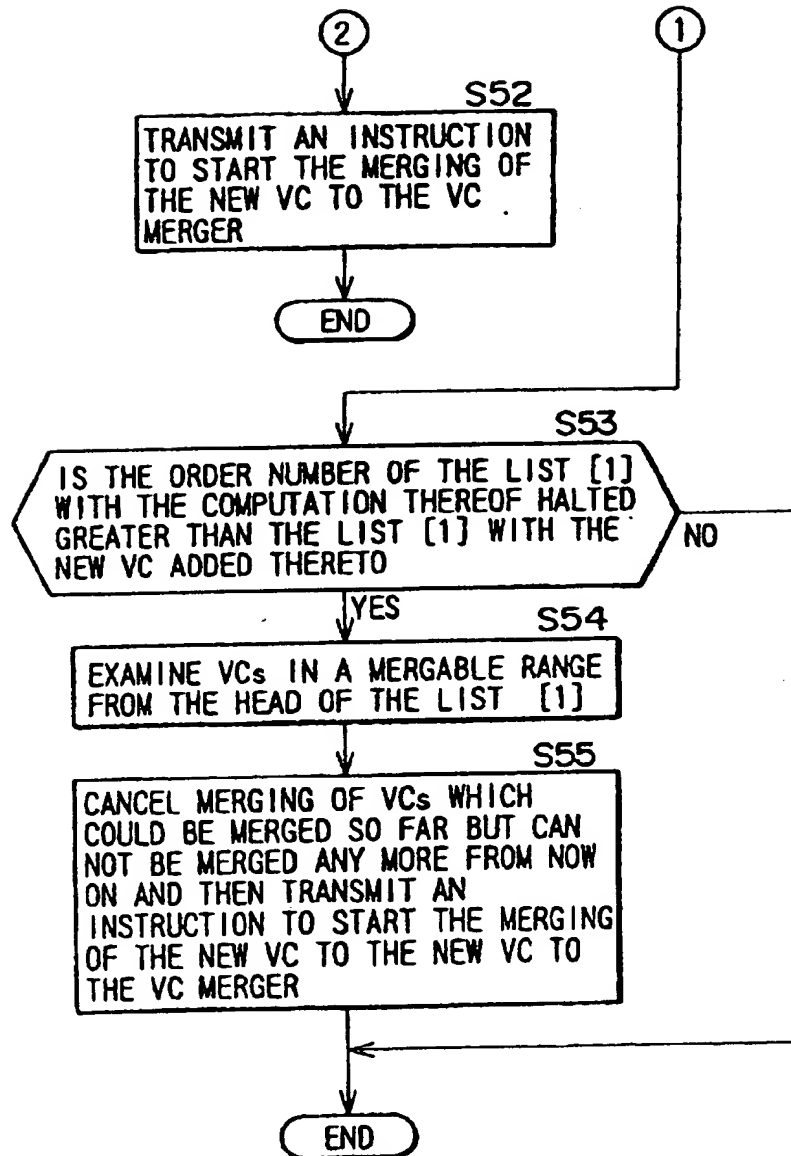 2
1
S52
TRANSMIT AN INSTRUCTION
TO START THE MERGING OF
THE NEW VC TO THE VC
MERGER
END
S53
IS THE ORDER NUMBER OF THE LIST [1]
WITH THE COMPUTATION THEREOF HALTED
GREATER THAN THE LIST [1] WITH THE
NEW VC ADDED THERETO
NO
YES
S54
EXAMINE VCs IN A MERGABLE RANGE
FROM THE HEAD OF THE LIST [1]
S55
CANCEL MERGING OF VCs WHICH
COULD BE MERGED SO FAR BUT CAN
NOT BE MERGED ANY MORE FROM NOW
ON AND THEN TRANSMIT AN
INSTRUCTION TO START THE MERGING
OF THE NEW VC TO THE NEW VC TO
THE VC MERGER
END